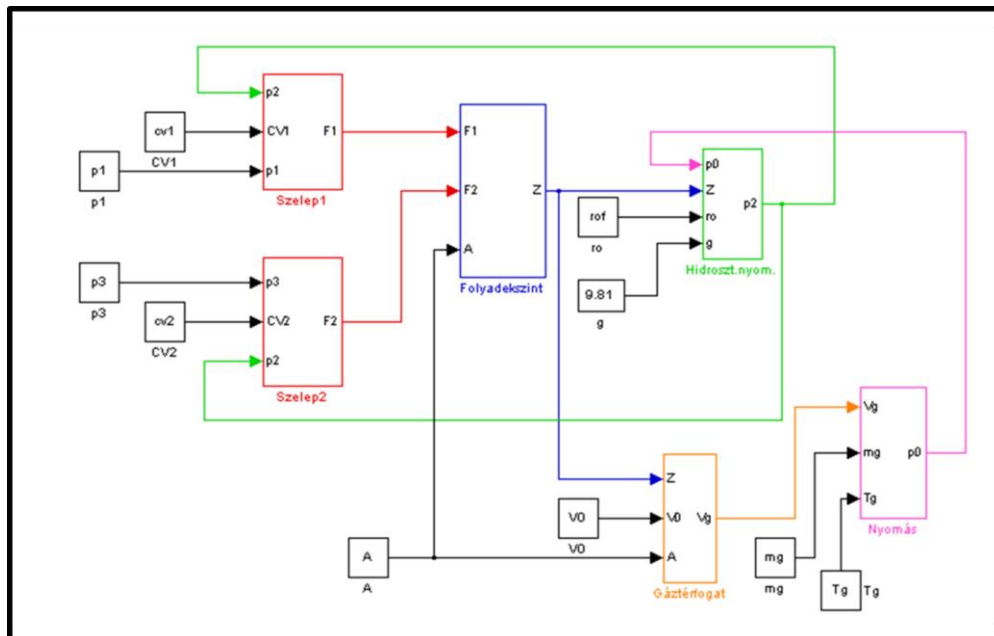 p2
cv1
CV1
F1
CV1
p1
p1
p1
Szelep1
p3
p3
p3
cv2
CV2
F2
CV2
p2
Szelep2
F1
F2
Z
A
Folyadekszint
p0
Z
rof
ro
ro
p2
9.81
g
g
Hidroszt.nyom.
Z
V0
V0
V0
Vg
A
A
A
Gáztérfogat
Vg
mg
p0
Tg
Nyomás
mg
mg
Tg
Tg